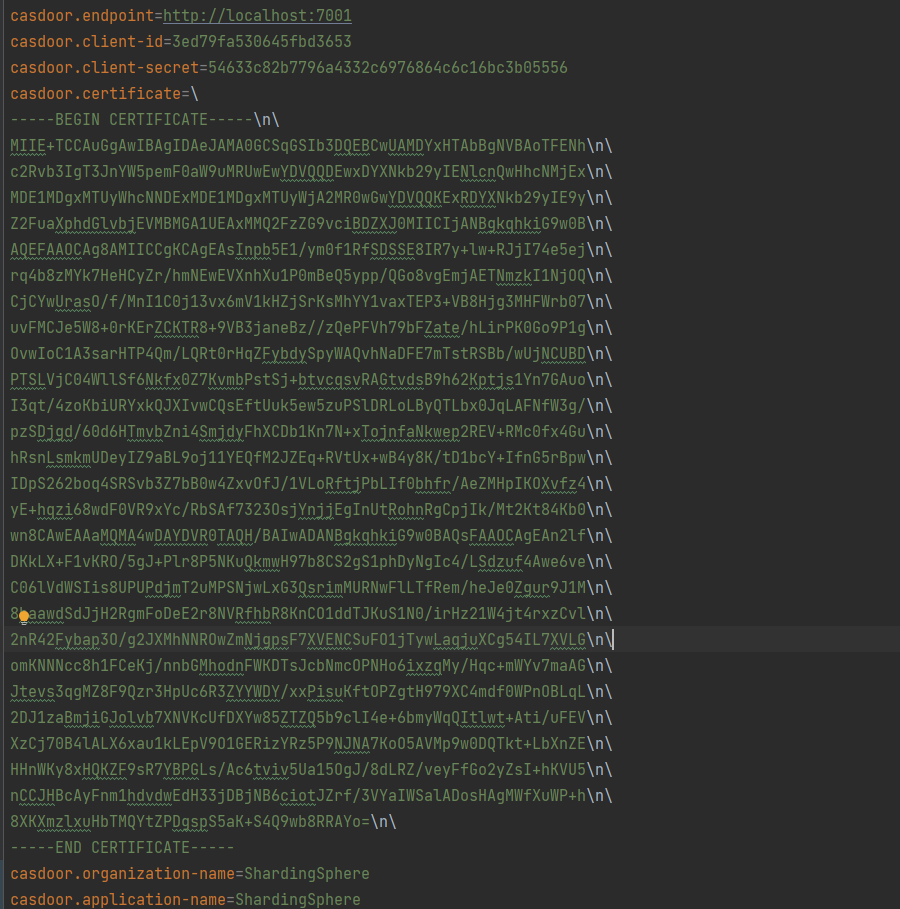 casdoor.endpoint=http://localhost:7001
casdoor.client-id=3ed79fa530645fbd3653
casdoor.client-secret=54633c82b7796a4332c6976864c6c16bc3b05556
casdoor.certificate=\
-----BEGIN CERTIFICATE-----\n\
MIIE+TCCAuGgAwIBAgIDAeJAMA0GCSqGSIb3DQEBCwUAMDYxHTAbBgNVBAoTFENh\n\
c2Rvb3IgT3JnYW5pemF0aW9uMRUwEwYDVQQDEwxDYXNkb29yIENlcnQwHhcNMjEx\n\
MDE1MDgxMTUyWhcNNDExMDE1MDgxMTUyWjA2MR0wGwYDVQQKExRDYXNkb29yIE9y\n\
Z2FuaXphdGlvbjEVMBMGA1UEAxMMQ2FzZG9vciBDZXJ0MIICIjANBgkqhkiG9w0B\n\
AQEFAAOCAg8AMIICCgKCAgEAsInpb5E1/ym0f1RfSDSSE8IR7y+lw+RJjI74e5ej\n\
rq4b8zMYk7HeHCyZr/hmNEwEVXnhXu1P0mBeQ5ypp/QGo8vgEmjAETNmzkI1NjOQ\n\
CjCYwUrasO/f/MnI1C0j13vx6mV1kHZjSrKsMhYY1vaxTEP3+VB8Hjg3MHFWrb07\n\
uvFMCJe5W8+0rKErZCKTR8+9VB3janeBz//zQePFVh79bFZate/hLirPK0Go9P1g\n\
OvwIoC1A3sarHTP4Qm/LQRt0rHqZFybdySpyWAQvhNaDFE7mTstRSBb/wUjNCUBD\n\
PTSLVjC04WllSf6Nkfx0Z7KvmbPstSj+btvcqsvRAGtvdsB9h62Kptjs1Yn7GAuo\n\
I3qt/4zoKbiURYxkQJXIvwCQsEftUuk5ew5zuPSlDRLoLByQTLbx0JqLAFNfW3g/\n\
pzSDjgd/60d6HTmvbZni4SmjdyFhXCDb1Kn7N+xTojnfaNkwep2REV+RMc0fx4Gu\n\
hRsnLsmkmUDeyIZ9aBL9oj11YEQfM2JZEq+RVtUx+wB4y8K/tD1bcY+IfnG5rBpw\n\
IDpS262boq4SRSvb3Z7bB0w4ZxvOfJ/1VLoRftjPbLIf0bhfr/AeZMHpIKOXvfz4\n\
yE+hqzi68wdF0VR9xYc/RbSAf7323OsjYnjjEgInUtRohnRgCpjIk/Mt2Kt84Kb0\n\
wn8CAwEAAaMQMA4wDAYDVR0TAQH/BAIwADANBgkqhkiG9w0BAQsFAAOCAgEAn2lf\n\
DKkLX+F1vKRO/5gJ+Plr8P5NKuQkmwH97b8CS2gS1phDyNgIc4/LSdzuf4Awe6ve\n\
C06lVdWSIis8UPUPdjmT2uMPSNjwLxG3QsrimMURNwFlLTfRem/heJe0Zgur9J1M\n\
2nR42Fybap3O/g2JXMhNNROwZmNjgpsF7XVENCSuFO1jTywLaqjuXCg54IL7XVLG\n\
omKNNNcc8h1FCeKj/nnbGMhodnFWKDTsJcbNmcOPNHo6ixzqMy/Hqc+mWYv7maAG\n\
Jtevs3qgMZ8F9Qzr3HpUc6R3ZYYWDY/xxPisuKftOPZgtH979XC4mdf0WPnOBLqL\n\
2DJ1zaBmjiGJolvb7XNVKcUfDXYw85ZTZQ5b9clI4e+6bmyWqQItlwt+Ati/uFEV\n\
XzCj70B4lALX6xau1kLEpV9O1GERizYRz5P9NJNA7KoO5AVMp9w0DQTkt+LbXnZE\n\
HHnWKy8xHQKZF9sR7YBPGLs/Ac6tviv5Ua15OgJ/8dLRZ/veyFfGo2yZsI+hKVU5\n\
nCCJHBcAyFnm1hdvdwEdH33jDBjNB6ciotJZrf/3VYaIWSalADosHAgMWfXuWP+h\n\
8XKXmzlxuHbTMQYtZPDgspS5aK+S4Q9wb8RRAYo=\n\
-----END CERTIFICATE-----
casdoor.organization-name=ShardingSphere
casdoor.application-name=ShardingSphere